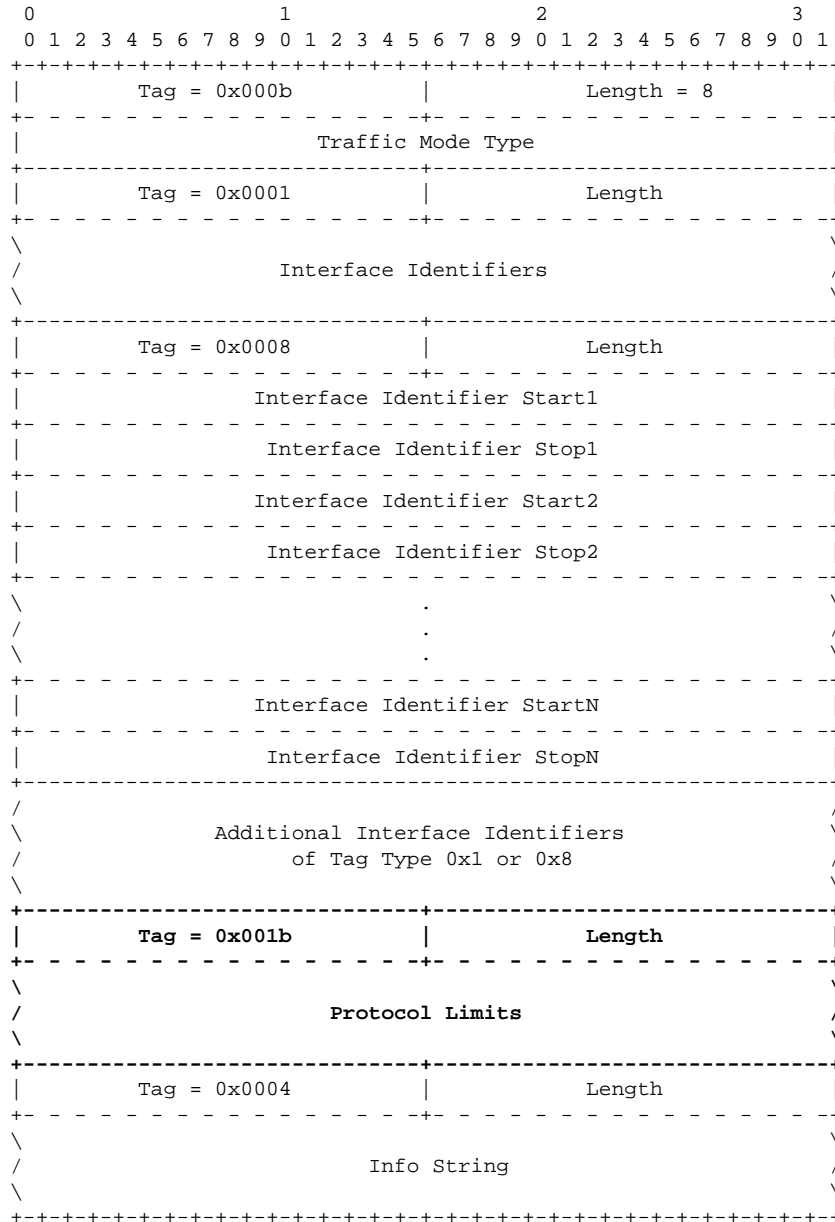 0 1 2 3
0 1 2 3 4 5 6 7 8 9 0 1 2 3 4 5 6 7 8 9 0 1 2 3 4 5 6 7 8 9 0 1
Tag = 0x000b | Length = 8
Traffic Mode Type
Tag = 0x0001 | Length
Interface Identifiers
Tag = 0x0008 | Length
Interface Identifier Start1
Interface Identifier Stop1
Interface Identifier Start2
Interface Identifier Stop2
.
.
.
Interface Identifier StartN
Interface Identifier StopN
Additional Interface Identifiers
of Tag Type 0x1 or 0x8
Tag = 0x001b | Length
Protocol Limits
Tag = 0x0004 | Length
Info String